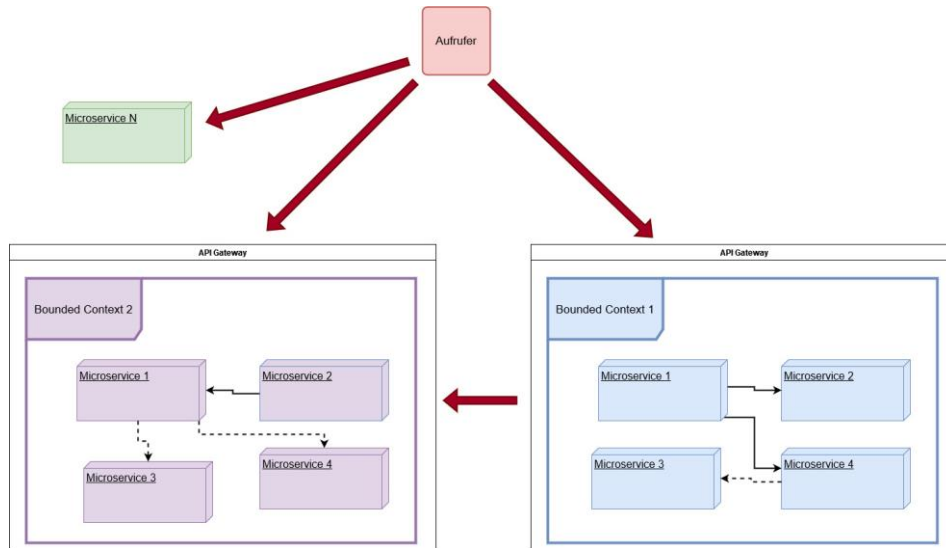 Aufrufer
Microservice N
API Gateway
Bounded Context 2
Microservice 1
Microservice 2
Microservice 3
Microservice 4
API Gateway
Bounded Context 1
Microservice 1
Microservice 2
Microservice 3
Microservice 4